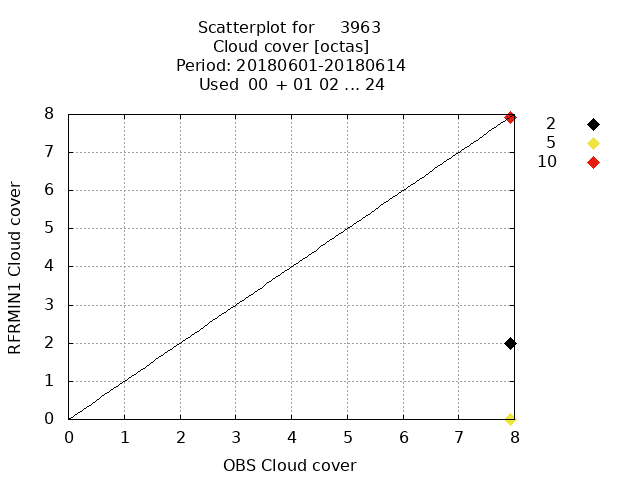 Scatterplot for 3963
Cloud cover [octas]
Period: 20180601-20180614
Used 00 + 01 02 ... 24
8
7
6
5
4
3
2
1
0
0 1 2 3 4 5 6 7 8
RFRMIN1 Cloud cover
OBS Cloud cover
2
5
10